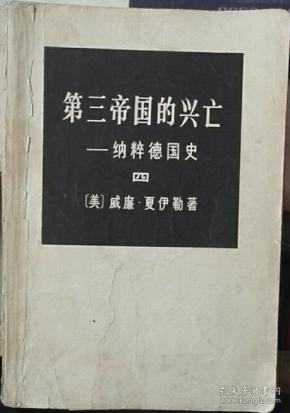 第三帝国的兴亡
—纳粹德国史
四
〔美〕威廉·夏伊勒著